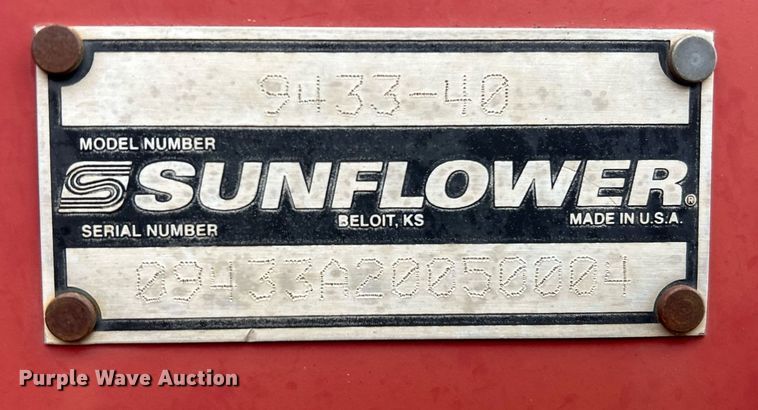 9433-40
MODEL NUMBER
SUNFLOWER®
BELOIT, KS MADE IN U.S.A.
SERIAL NUMBER
09433A20050004
Purple Wave Auction